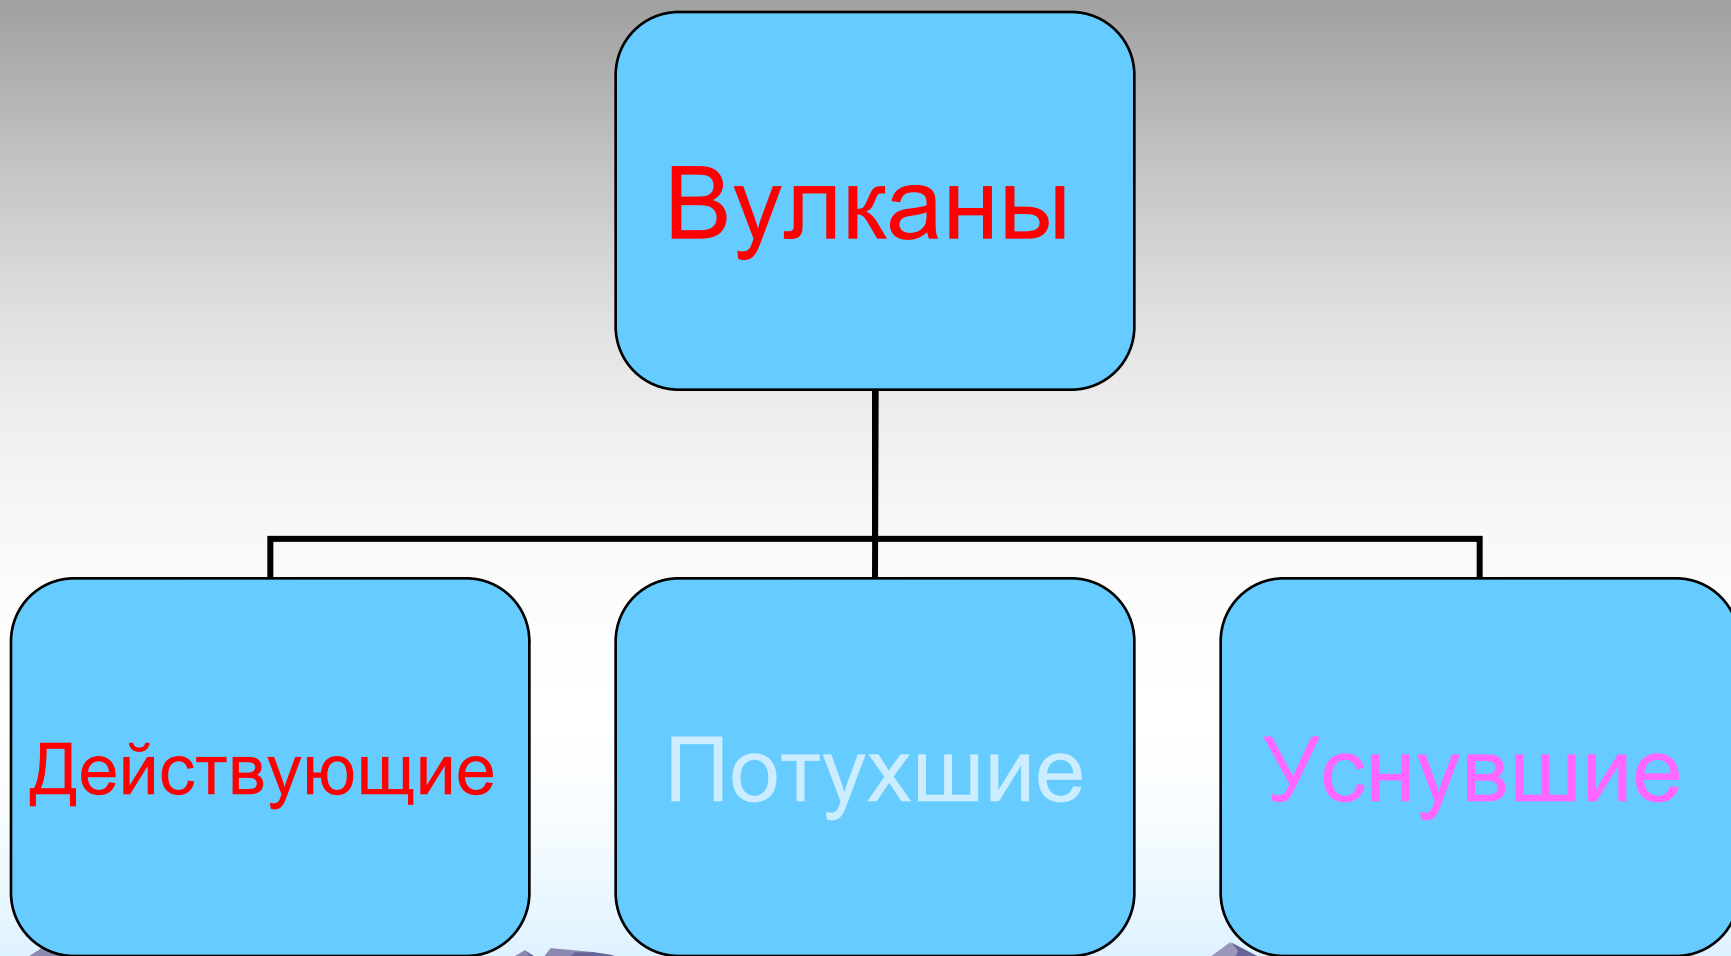 Вулканы
Действующие
Потухшие
Уснувшие